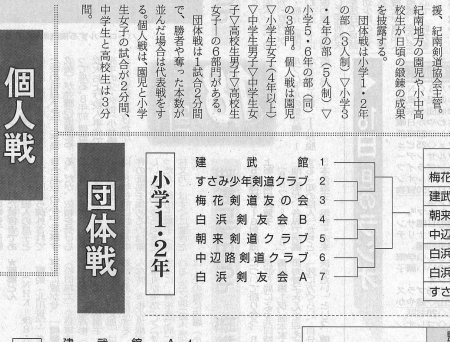 援、紀南剣道協会主管。
紀南地方の園児や小中高
校生が日頃の鍛錬の成果
を披露する。
団体戦は小学1・2年
の部(3人制)▽小学3
・4年の部(5人制)▽
小学5・6年の部(同)
の3部門。個人戦は園児
▽小学生女子(4年以上)
▽中学生男子▽中学生女
子▽高校生男子▽高校生
女子―の6部門がある。
団体戦は1試合2分間
で、勝者や奪った本数が
並んだ場合は代表戦をす
る。個人戦は、園児と小学
生女子の試合が2分間、
中学生と高校生は3分
間。
個人戦
団体戦
小学1・2年
建武館 1
すさみ少年剣道クラブ 2
梅花剣道友の会 3
白浜剣友会B 4
朝来剣道クラブ 5
中辺路剣道クラブ 6
白浜剣友会A 7
梅花
建武
朝来
中辺
白浜
白浜
すさ